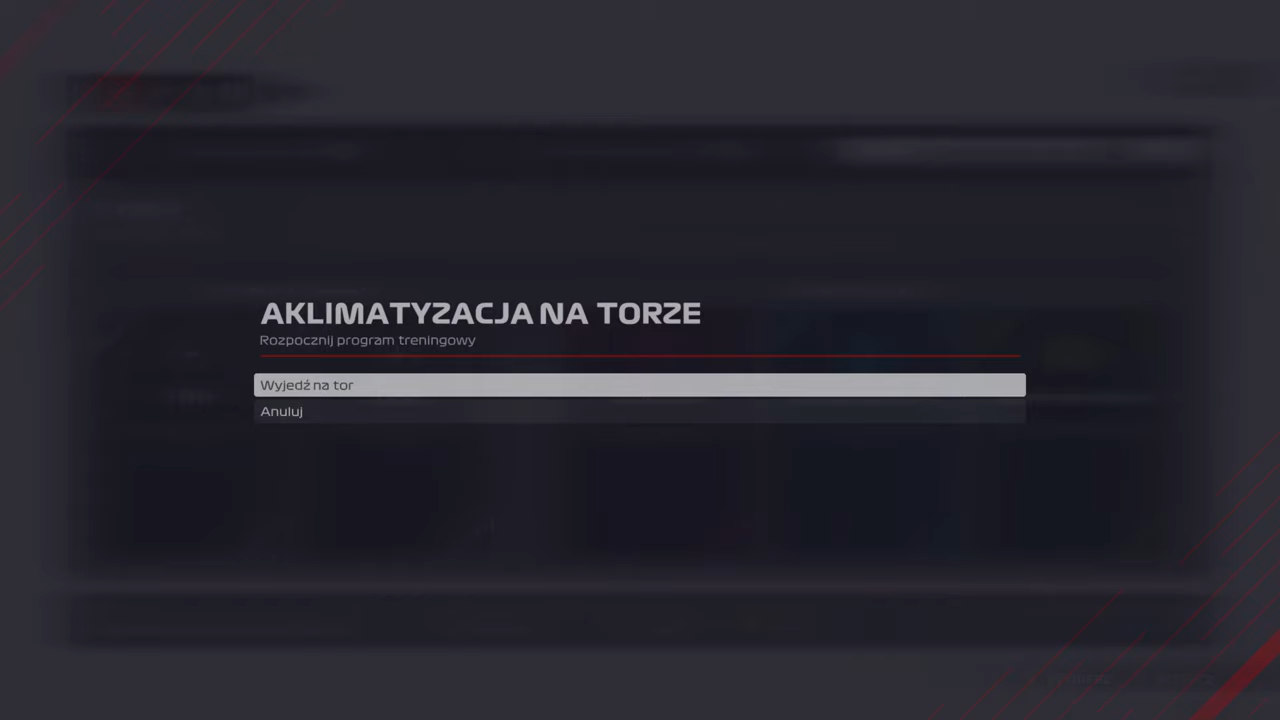 AKLIMATYZACJA NA TORZE
Rozpocznij program treningowy
Wyjedź na tor
Anuluj